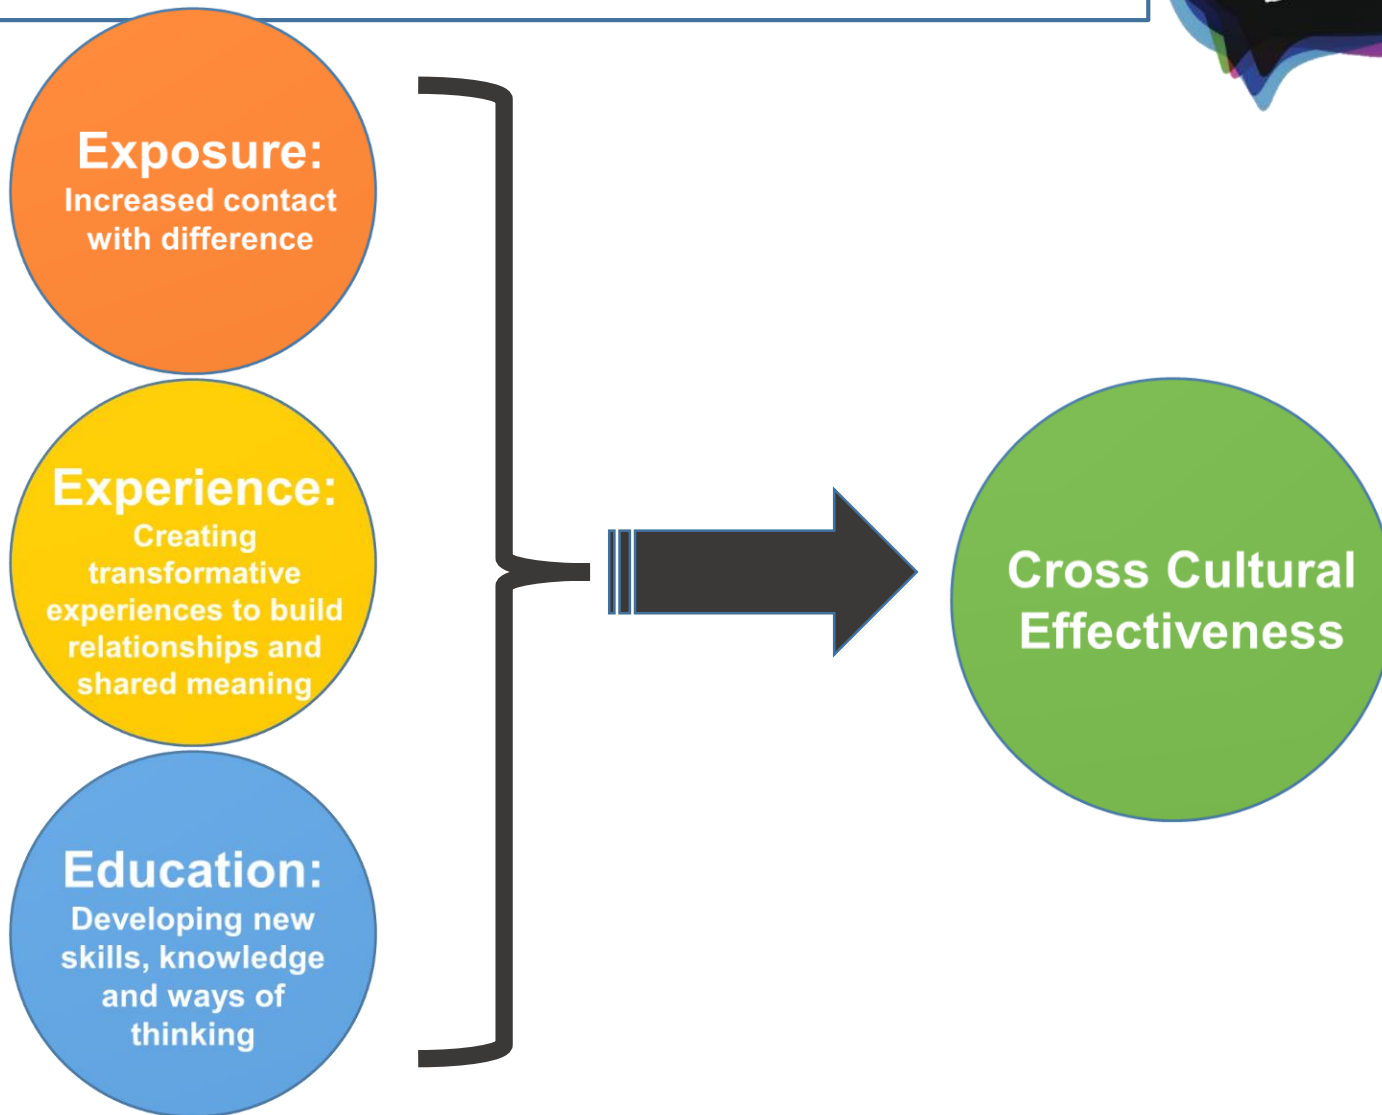 Exposure:
Increased contact
with difference
Experience:
Creating
transformative
experiences to build
relationships and
shared meaning
Education:
Developing new
skills, knowledge
and ways of
thinking
Cross Cultural
Effectiveness